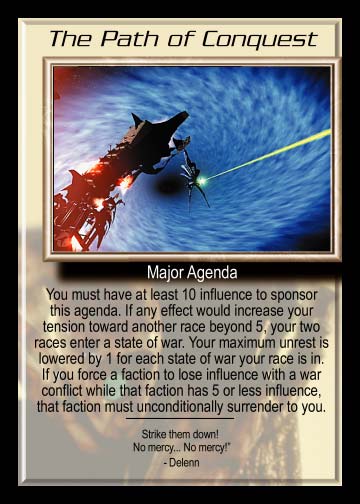 The Path of Conquest
Major Agenda
You must have at least 10 influence to sponsor
this agenda. If any effect would increase your
tension toward another race beyond 5, your two
races enter a state of war. Your maximum unrest is
lowered by 1 for each state of war your race is in.
If you force a faction to lose influence with a war
conflict while that faction has 5 or less influence,
that faction must unconditionally surrender to you.
Strike them down!
No mercy... No mercy!"
- Delenn